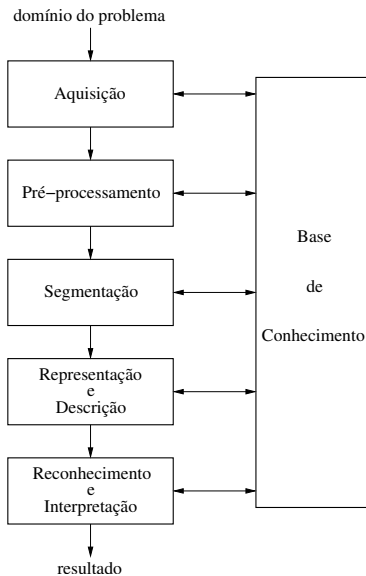 domínio do problema
Aquisição
Pré−processamento
Segmentação
Representação
e
Descrição
Reconhecimento
e
Interpretação
resultado
Base
de
Conhecimento